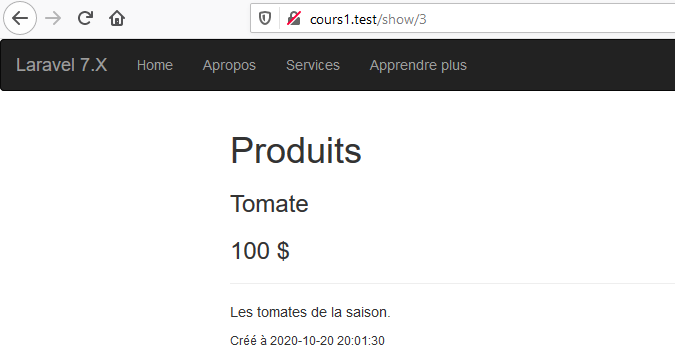 cours1.test/show/3
Laravel 7.X Home Apropos Services Apprendre plus
Produits
Tomate
100 $
Les tomates de la saison.
Créé à 2020-10-20 20:01:30